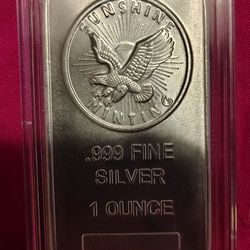 SUNSHINE
MINTING
.999 FINE
SILVER
1 OUNCE